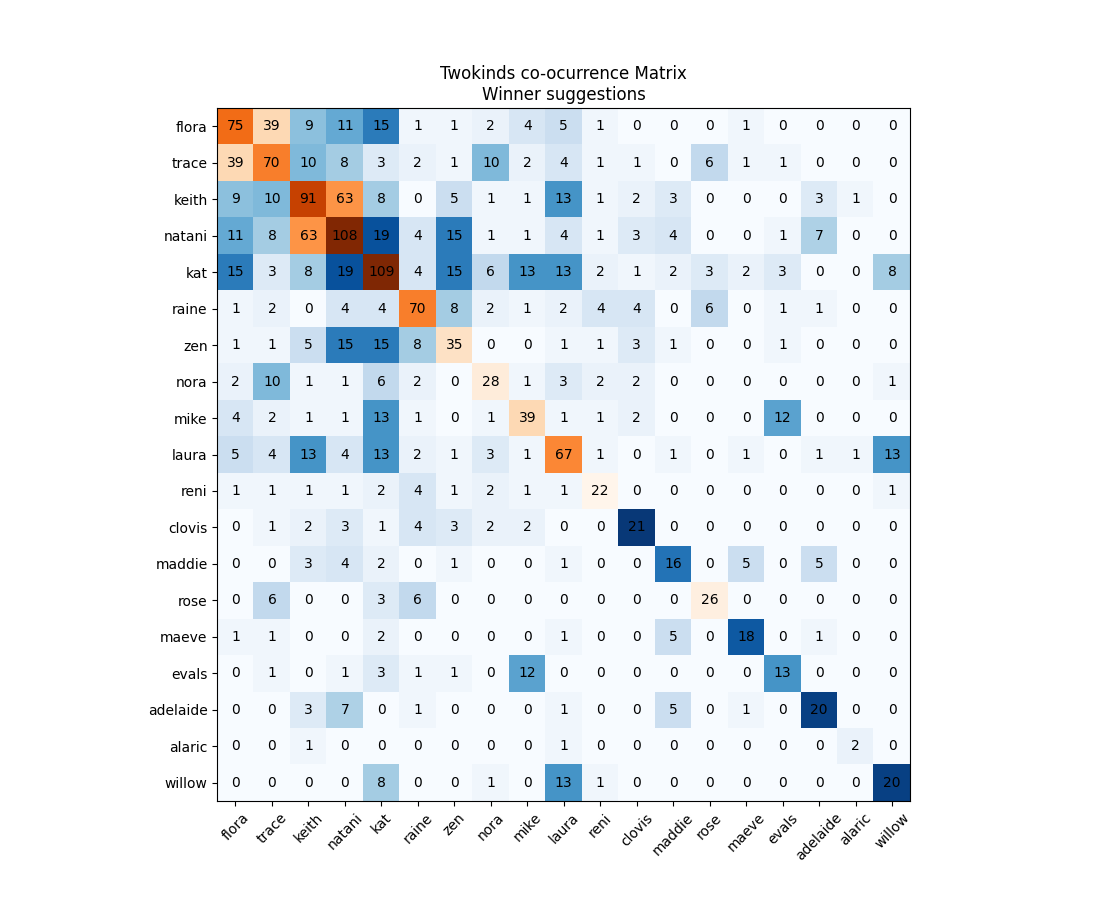 Twokinds co-ocurrence Matrix
Winner suggestions
flora 75 39 9 11 15 1 1 2 4 5 1 0 0 0 1 0 0 0 0
trace 39 70 10 8 3 2 1 10 2 4 1 1 0 6 1 1 0 0 0
keith 9 10 91 63 8 0 5 1 1 13 1 2 3 0 0 0 3 1 0
natani 11 8 63 108 19 4 15 1 1 4 1 3 4 0 0 1 7 0 0
kat 15 3 8 19 109 4 15 6 13 13 2 1 2 3 2 3 0 0 8
raine 1 2 0 4 4 70 8 2 1 2 4 4 0 6 0 1 1 0 0
zen 1 1 5 15 15 8 35 0 0 1 1 3 1 0 0 1 0 0 0
nora 2 10 1 1 6 2 0 28 1 3 2 2 0 0 0 0 0 0 1
mike 4 2 1 1 13 1 0 1 39 1 1 2 0 0 0 12 0 0 0
laura 5 4 13 4 13 2 1 3 1 67 1 0 1 0 1 0 1 1 13
reni 1 1 1 1 2 4 1 2 1 1 22 0 0 0 0 0 0 0 1
clovis 0 1 2 3 1 4 3 2 2 0 0 21 0 0 0 0 0 0 0
maddie 0 0 3 4 2 0 1 0 0 1 0 0 16 0 5 0 5 0 0
rose 0 6 0 0 3 6 0 0 0 0 0 0 0 26 0 0 0 0 0
maeve 1 1 0 0 2 0 0 0 0 1 0 0 5 0 18 0 1 0 0
evals 0 1 0 1 3 1 1 0 12 0 0 0 0 0 0 13 0 0 0
adelaide 0 0 3 7 0 1 0 0 0 1 0 0 5 0 1 0 20 0 0
alaric 0 0 1 0 0 0 0 0 0 1 0 0 0 0 0 0 0 2 0
willow 0 0 0 0 8 0 0 1 0 13 1 0 0 0 0 0 0 0 20
flora trace keith natani kat raine zen nora mike laura reni clovis maddie rose maeve evals adelaide alaric willow